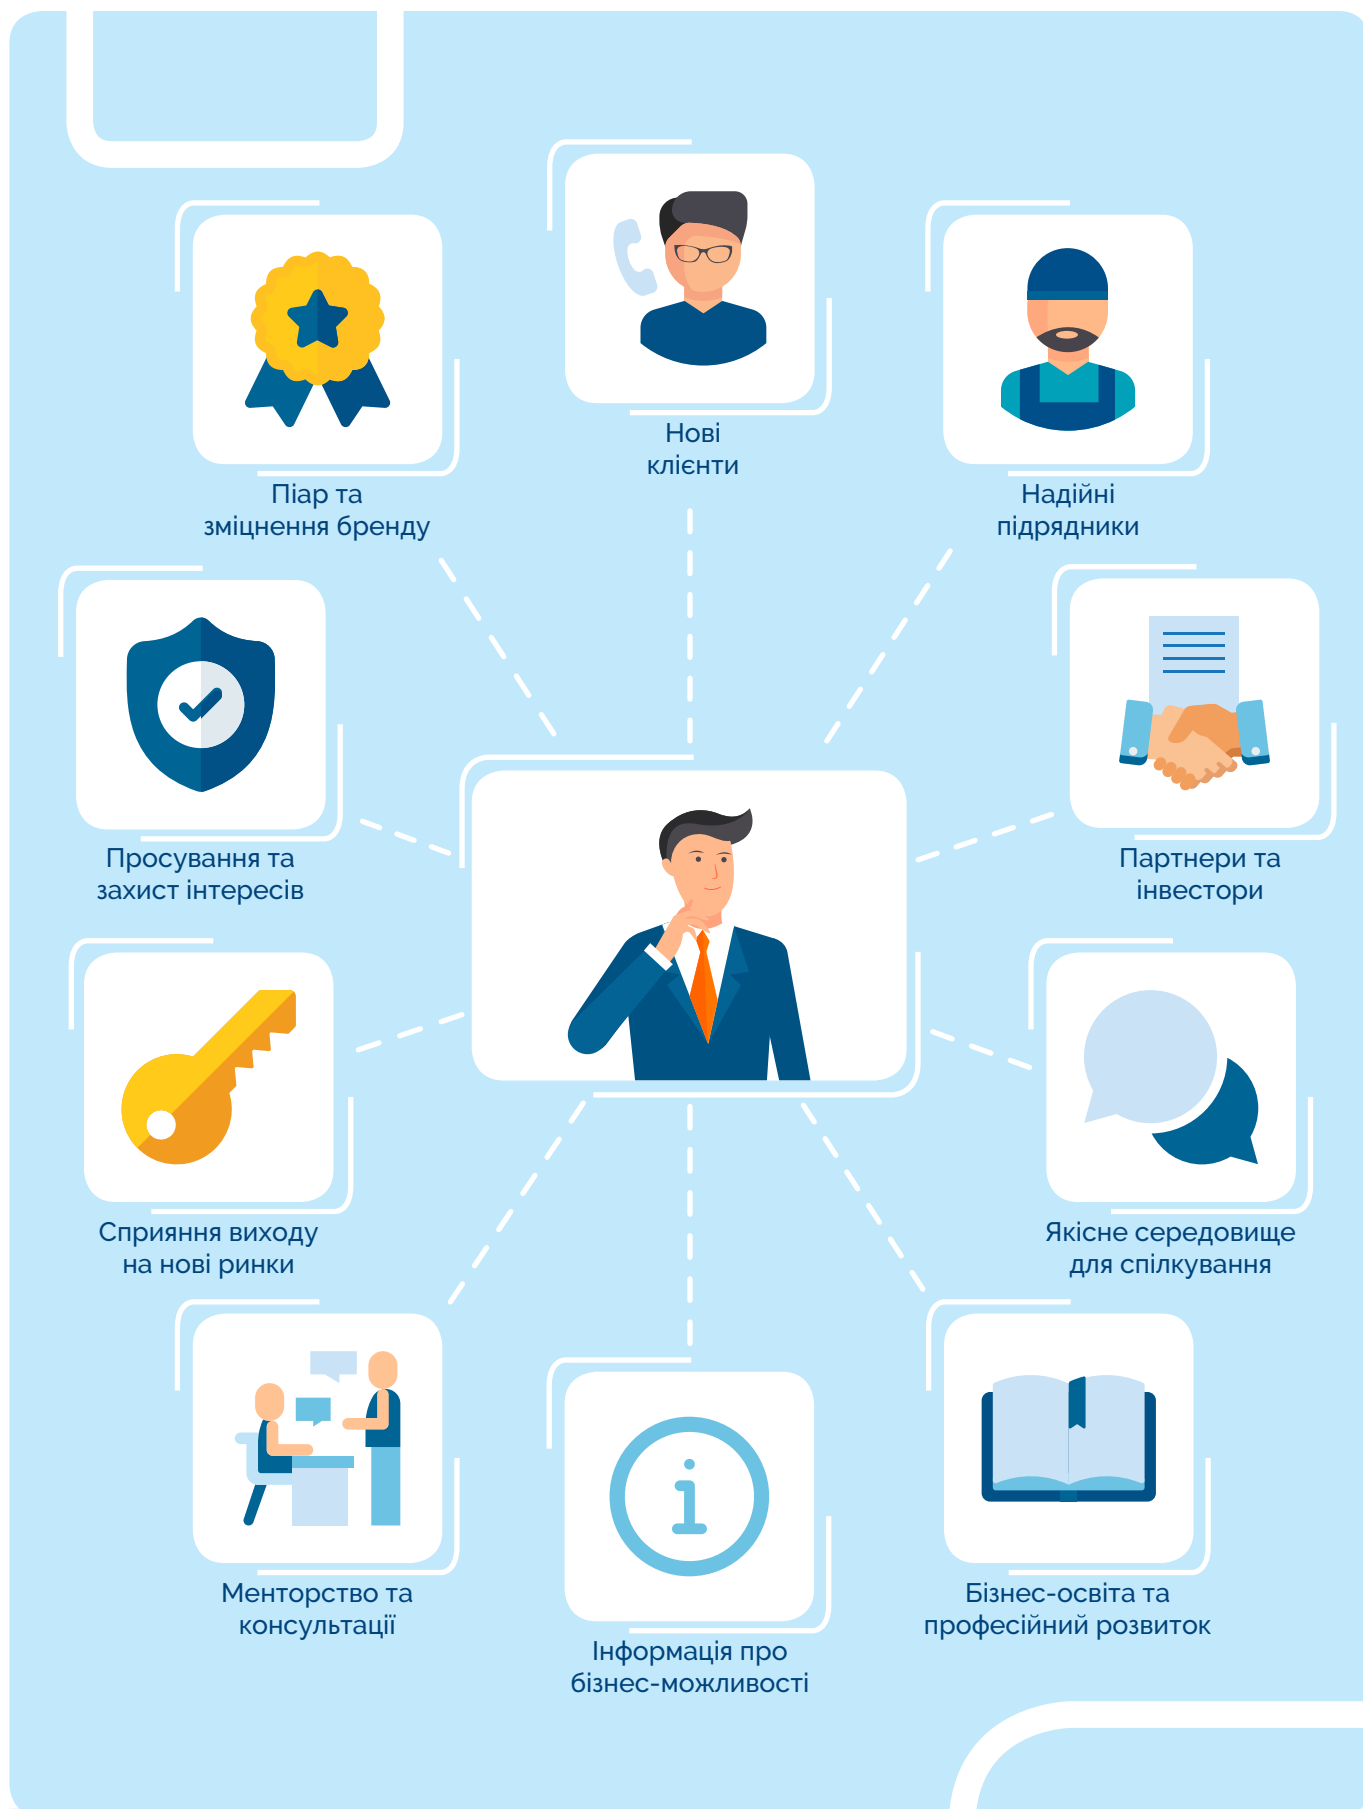 Нові
клієнти
Піар та
зміцнення бренду
Надійні
підрядники
Просування та
захист інтересів
Партнери та
інвестори
Сприяння виходу
на нові ринки
Якісне середовище
для спілкування
Менторство та
консультації
Бізнес-освіта та
професійний розвиток
Інформація про
бізнес-можливості